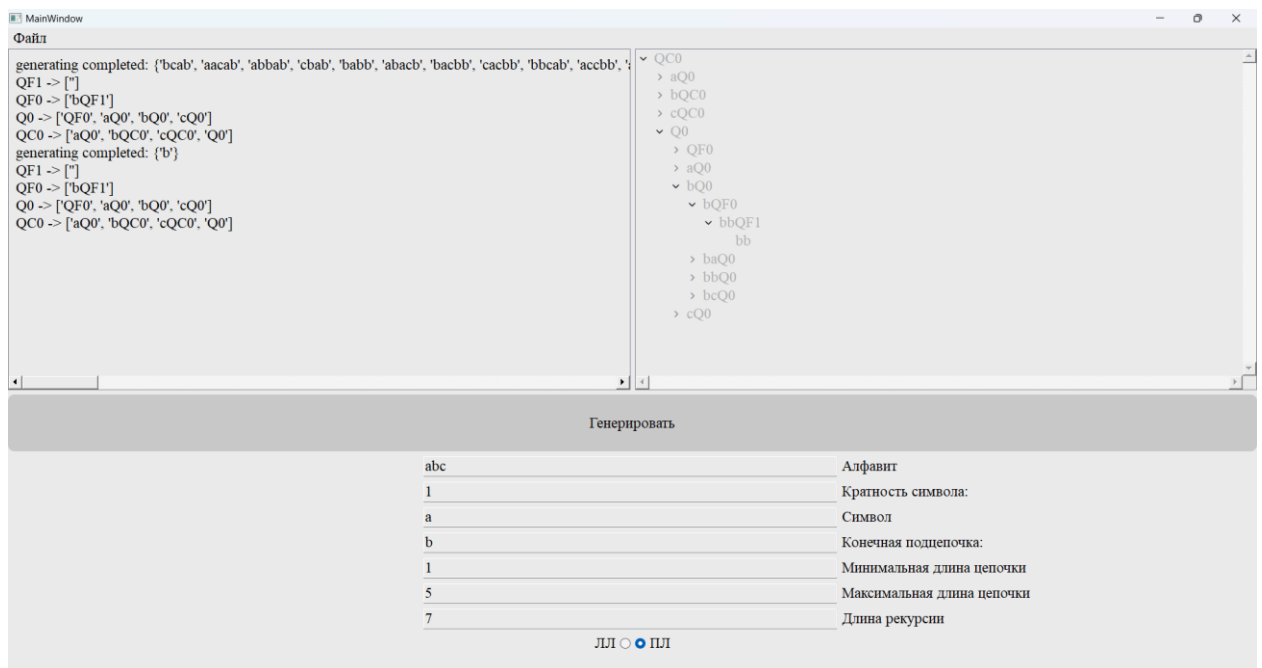 MainWindow
Файл
generating completed: {'bcab', 'aacab', 'abbab', 'cbab', 'babb', 'abacb', 'bacbb', 'cacbb', 'bbcab', 'accbb',
QF1 -> ['']
QF0 -> ['bQF1']
Q0 -> ['QF0', 'aQ0', 'bQ0', 'cQ0']
QC0 -> ['aQ0', 'bQC0', 'cQC0', 'Q0']
generating completed: {'b'}
QF1 -> ['']
QF0 -> ['bQF1']
Q0 -> ['QF0', 'aQ0', 'bQ0', 'cQ0']
QC0 -> ['aQ0', 'bQC0', 'cQC0', 'Q0']
QC0
aQ0
bQC0
cQC0
Q0
QF0
aQ0
bQ0
bQF0
bbQF1
bb
baQ0
bbQ0
bcQ0
cQ0
Генерировать
abc Алфавит
1 Кратность символа:
a Символ
b Конечная подцепочка:
1 Минимальная длина цепочки
5 Максимальная длина цепочки
7 Длина рекурсии
ЛЛ ПЛ